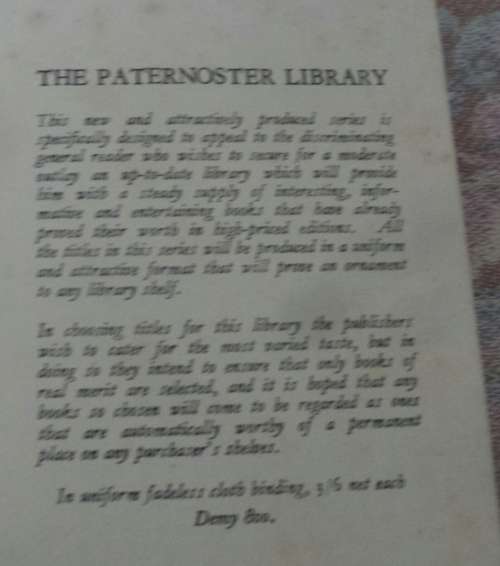 THE PATERNOSTER LIBRARY
This new and attractively produced series is
specifically designed to appeal to the discriminating
general reader who wishes to secure for a moderate
outlay an up-to-date library which will provide
him with a steady supply of interesting, infor-
mative and entertaining books that have already
proved their worth in high-priced editions. All
the titles in this series will be produced in a uniform
and attractive format that will prove an ornament
to any library shelf.
In choosing titles for this library the publishers
wish to cater for the most varied taste, but in
doing so they intend to ensure that only books of
real merit are selected, and it is hoped that any
books so chosen will come to be regarded as ones
that are automatically worthy of a permanent
place on any purchaser's shelves.
In uniform fadeless cloth binding, 3/6 net each
Demy 8vo.